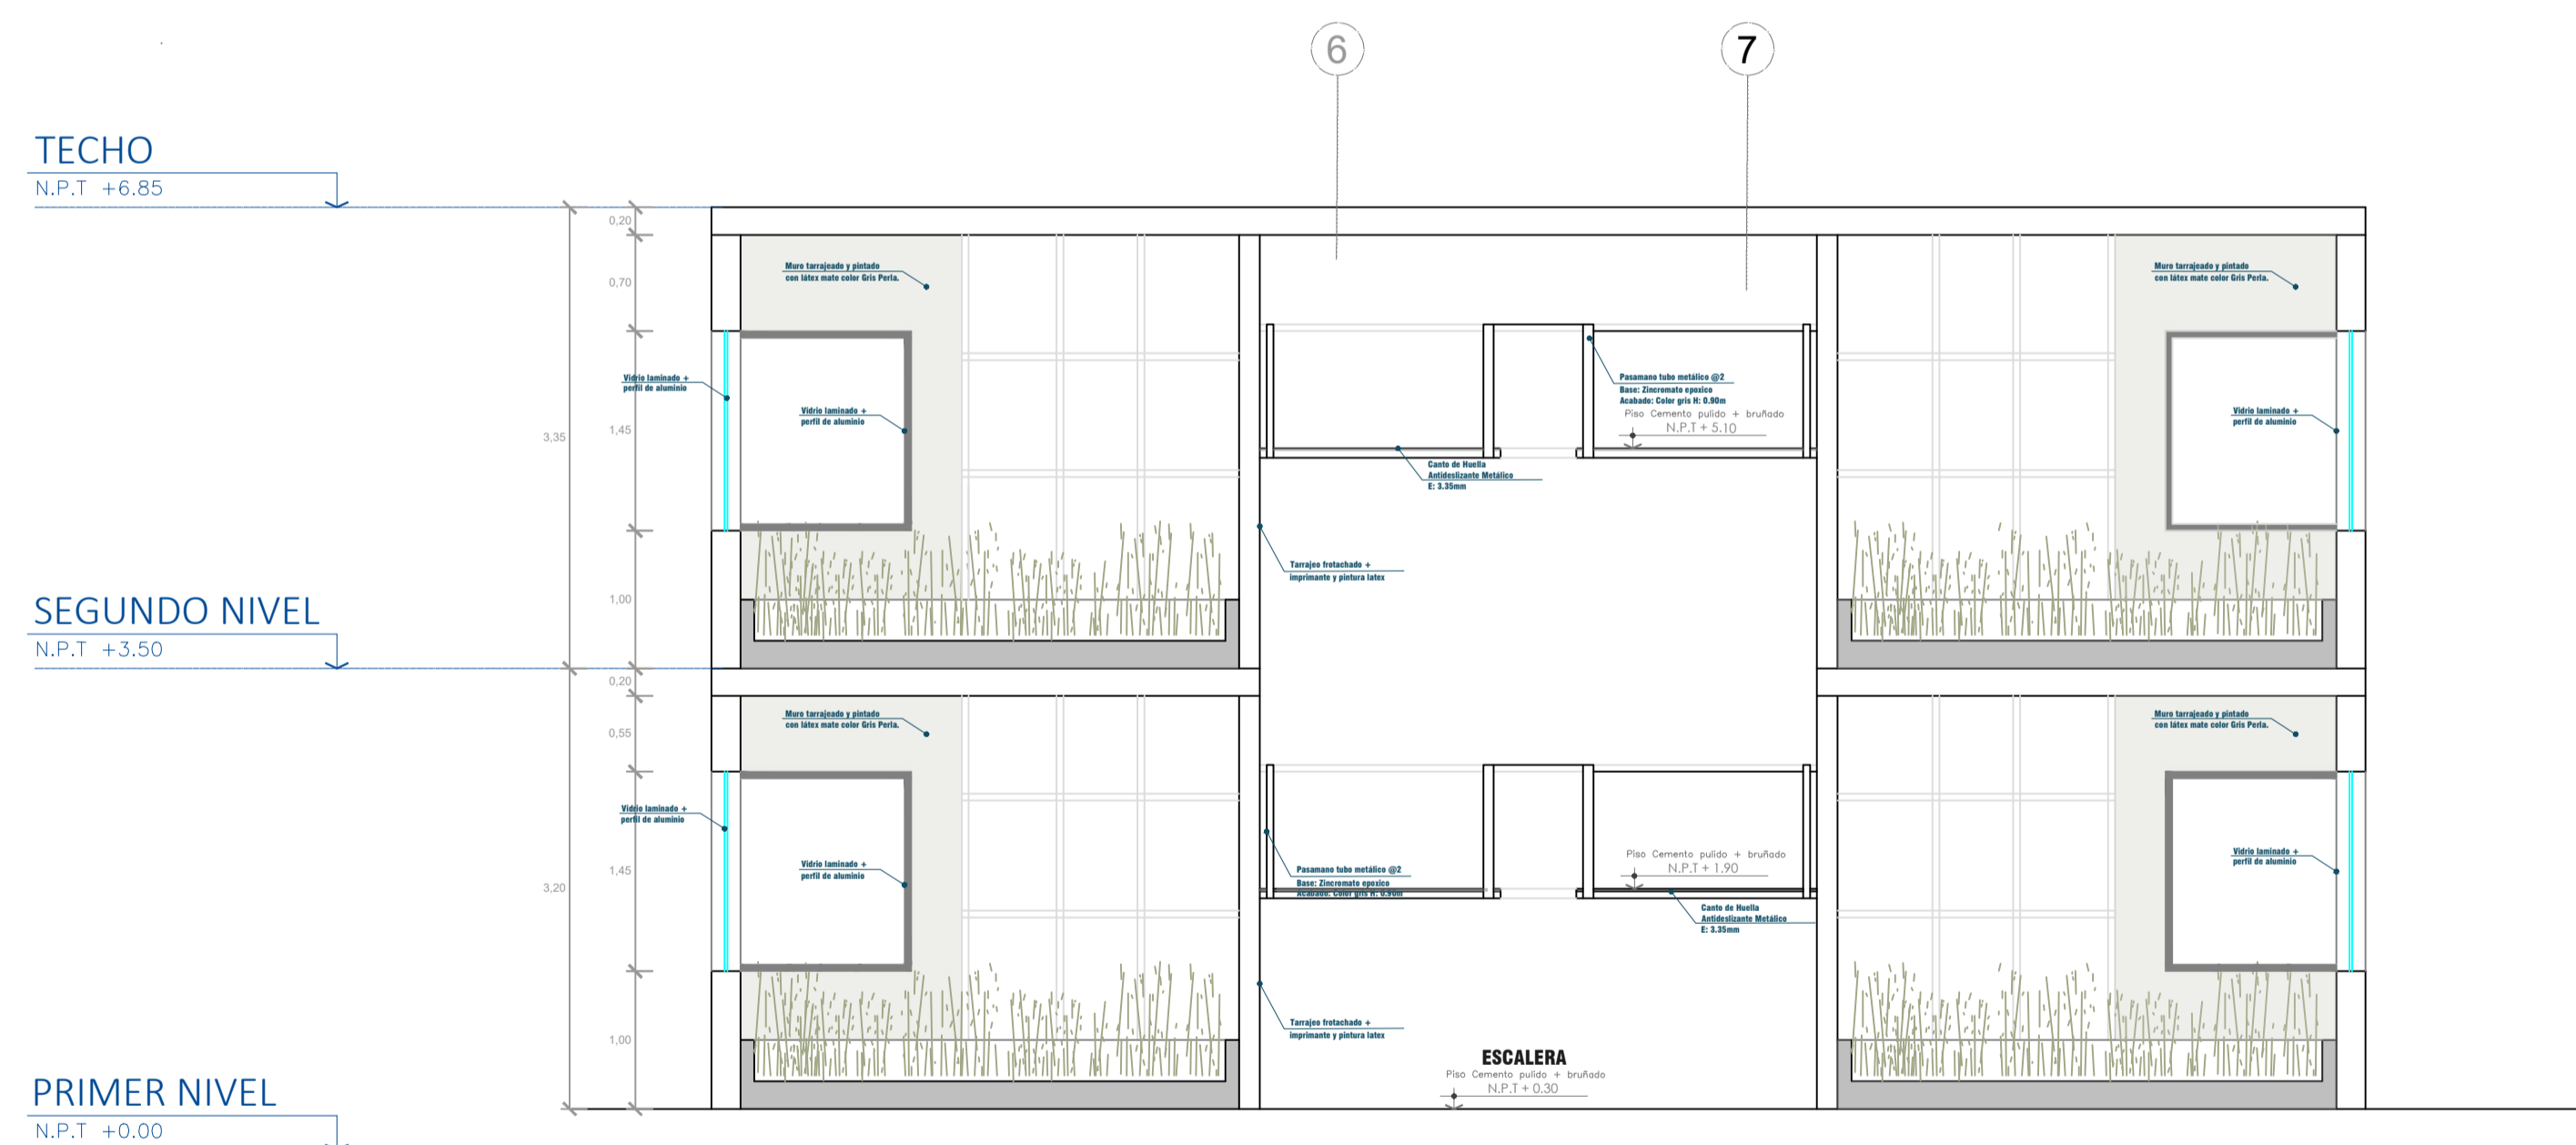 6
7
TECHO
N.P.T +6.85
0,20
0,70
1,45
1,00
3,35
Muro tarrajeado y pintado
con látex mate color Gris Perla.
Muro tarrajeado y pintado
con látex mate color Gris Perla.
Vidrio laminado +
perfil de aluminio
Vidrio laminado +
perfil de aluminio
Pasamano tubo metálico @2
Base: Zincromato epoxico
Acabado: Color gris H: 0.90m
Piso Cemento pulido + bruñado
N.P.T + 5.10
Vidrio laminado +
perfil de aluminio
Canto de Huella
Antideslizante Metálico
E: 3.35mm
Tarrajeo frotachado +
imprimante y pintura latex
SEGUNDO NIVEL
N.P.T +3.50
0,20
0,55
1,45
1,00
3,20
Muro tarrajeado y pintado
con látex mate color Gris Perla.
Muro tarrajeado y pintado
con látex mate color Gris Perla.
Vidrio laminado +
perfil de aluminio
Vidrio laminado +
perfil de aluminio
Pasamano tubo metálico @2
Base: Zincromato epoxico
Acabado: Color gris H: 0.90m
Piso Cemento pulido + bruñado
N.P.T + 1.90
Vidrio laminado +
perfil de aluminio
Canto de Huella
Antideslizante Metálico
E: 3.35mm
Tarrajeo frotachado +
imprimante y pintura latex
ESCALERA
Piso Cemento pulido + bruñado
N.P.T + 0.30
PRIMER NIVEL
N.P.T +0.00